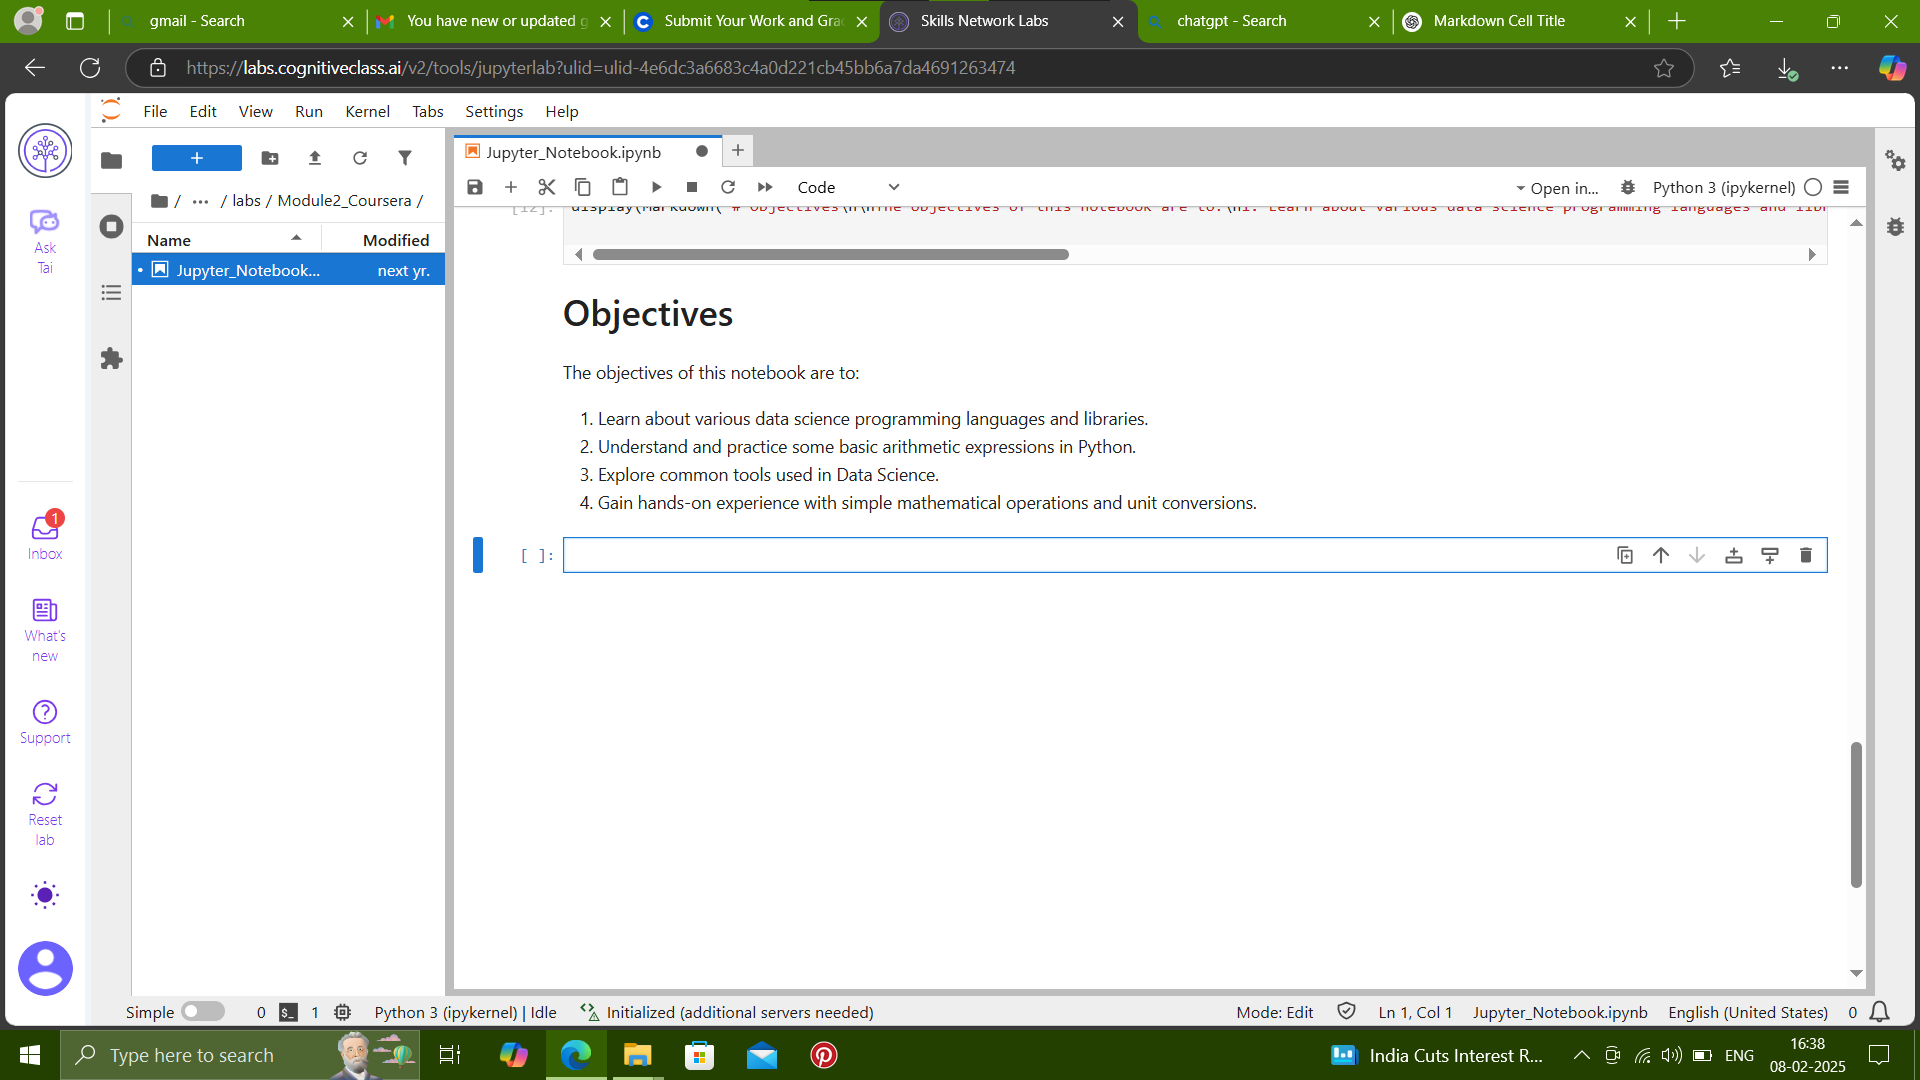 gmail - Search
You have new or updated g
Submit Your Work and Gra
Skills Network Labs
chatgpt - Search
Markdown Cell Title
https://labs.cognitiveclass.ai/v2/tools/jupyterlab?ulid=ulid-4e6dc3a6683c4a0d221cb45bb6a7da4691263474
File Edit View Run Kernel Tabs Settings Help
Ask
Tai
Inbox
1
What's
new
Support
Reset
lab
/ ··· / labs / Module2_Coursera /
Name Modified
Jupyter_Notebook... next yr.
Jupyter_Notebook.ipynb
Code
Open in...
Python 3 (ipykernel)
[12]: display(Markdown("# Objectives\n\nThe objectives of this notebook are to:\n1. Learn about various data science programming languages and libr
Objectives
The objectives of this notebook are to:
1. Learn about various data science programming languages and libraries.
2. Understand and practice some basic arithmetic expressions in Python.
3. Explore common tools used in Data Science.
4. Gain hands-on experience with simple mathematical operations and unit conversions.
[ ]:
Simple 0 1 Python 3 (ipykernel) | Idle Initialized (additional servers needed)
Mode: Edit Ln 1, Col 1 Jupyter_Notebook.ipynb English (United States) 0
Type here to search
India Cuts Interest R...
ENG
16:38
08-02-2025